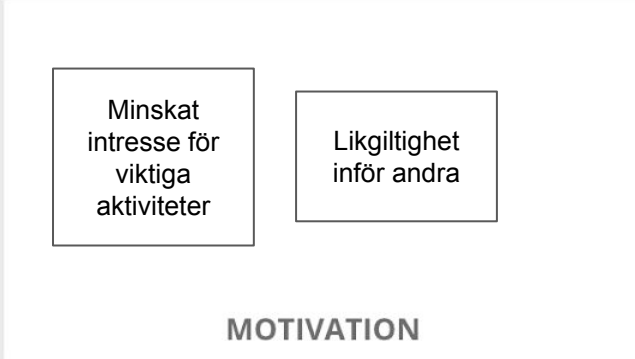 Minskat
intresse för
viktiga
aktiviteter
Likgiltighet
inför andra
MOTIVATION